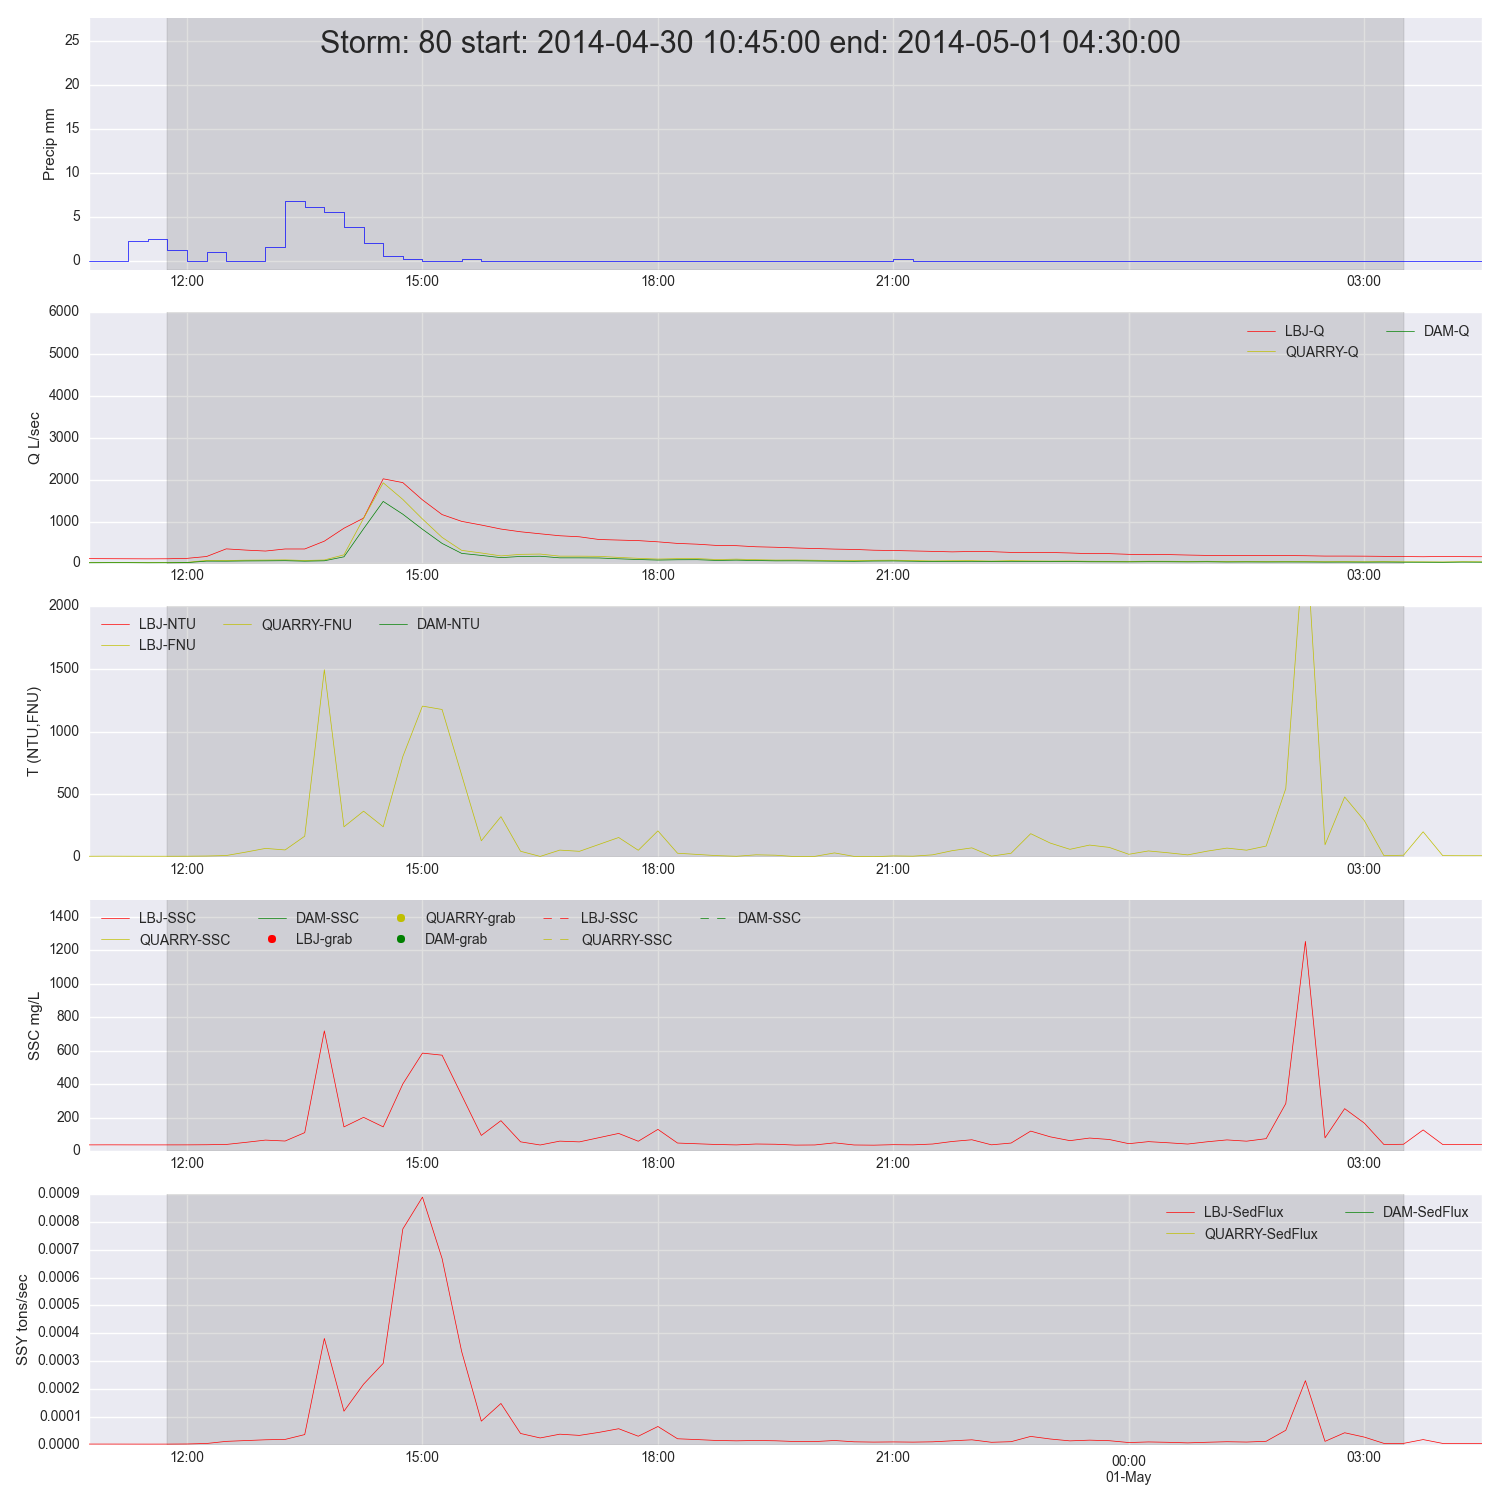 Storm: 80 start: 2014-04-30 10:45:00 end: 2014-05-01 04:30:00
Precip mm
25
20
15
10
5
0
12:00 15:00 18:00 21:00 03:00
Q L/sec
6000
5000
4000
3000
2000
1000
0
LBJ-Q DAM-Q
QUARRY-Q
12:00 15:00 18:00 21:00 03:00
T (NTU,FNU)
2000
1500
1000
500
0
LBJ-NTU QUARRY-FNU DAM-NTU
LBJ-FNU
12:00 15:00 18:00 21:00 03:00
SSC mg/L
1400
1200
1000
800
600
400
200
0
LBJ-SSC DAM-SSC QUARRY-grab LBJ-SSC DAM-SSC
QUARRY-SSC LBJ-grab DAM-grab QUARRY-SSC
12:00 15:00 18:00 21:00 03:00
SSY tons/sec
0.0009
0.0008
0.0007
0.0006
0.0005
0.0004
0.0003
0.0002
0.0001
0.0000
LBJ-SedFlux DAM-SedFlux
QUARRY-SedFlux
12:00 15:00 18:00 21:00 00:00 03:00
01-May